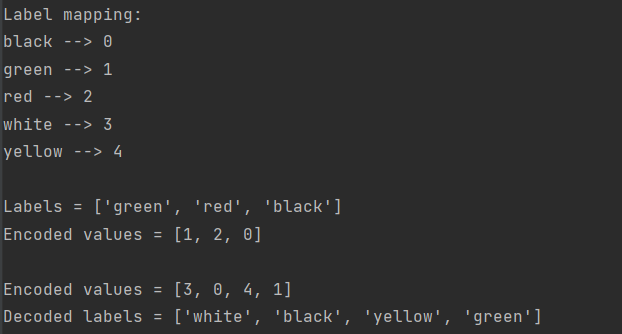 Label mapping:
black --> 0
green --> 1
red --> 2
white --> 3
yellow --> 4
Labels = ['green', 'red', 'black']
Encoded values = [1, 2, 0]
Encoded values = [3, 0, 4, 1]
Decoded labels = ['white', 'black', 'yellow', 'green']